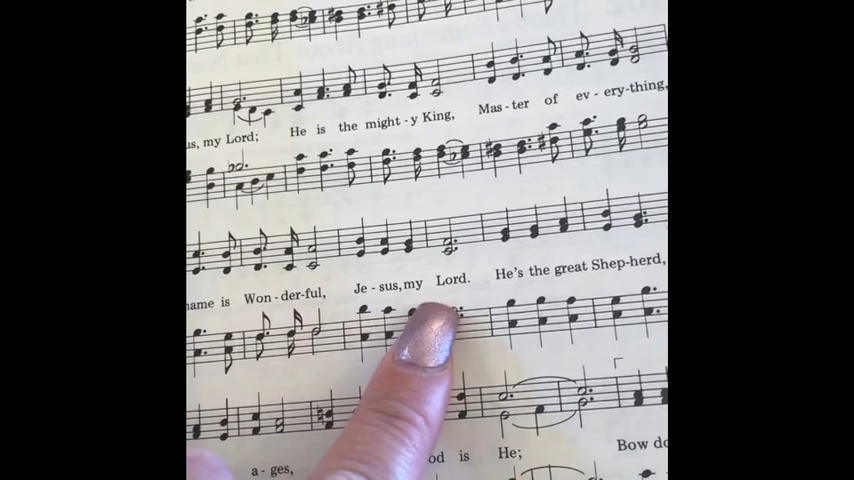 us, my Lord; He is the might-y King, Mas-ter of ev-ery-thing,
name is Won-der-ful, Je-sus, my Lord. He's the great Shep-herd,
a-ges, od is He; Bow do